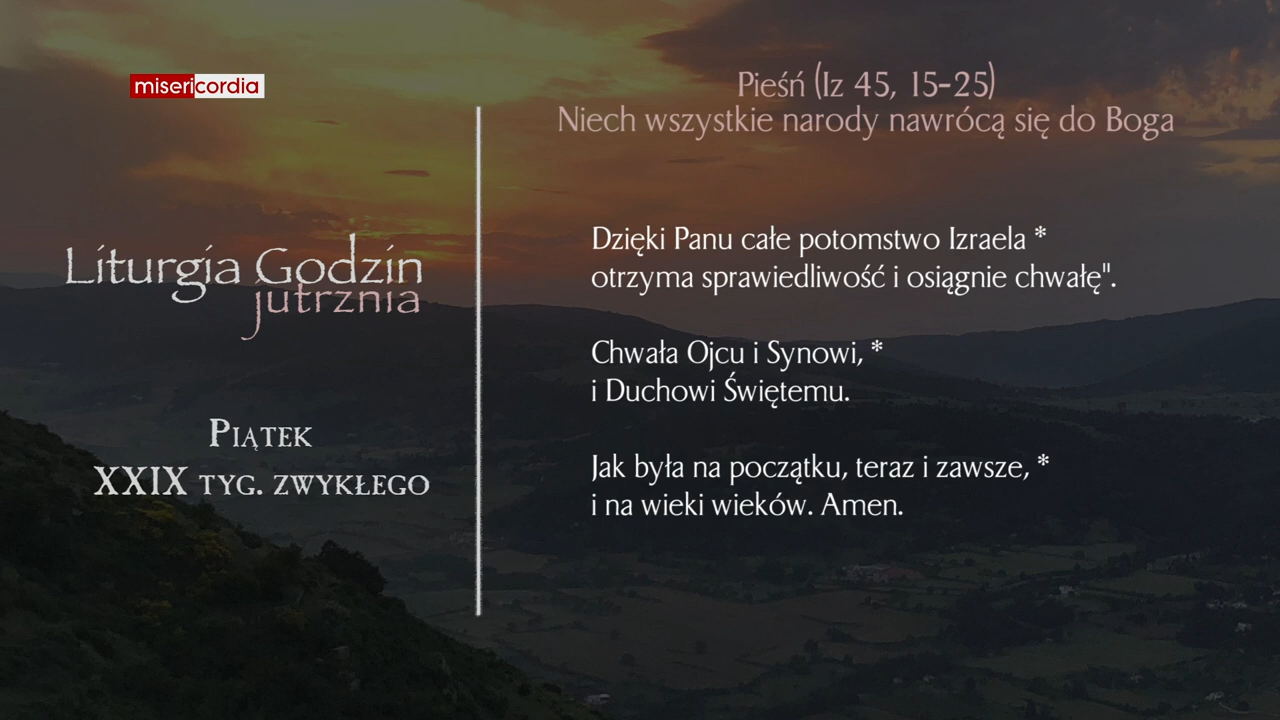 misericordia
Liturgia Godzin
jutrznia
Piątek
XXIX tyg. zwykłego
Pieśń (Iz 45, 15-25)
Niech wszystkie narody nawrócą się do Boga
Dzięki Panu całe potomstwo Izraela *
otrzyma sprawiedliwość i osiągnie chwałę".
Chwała Ojcu i Synowi, *
i Duchowi Świętemu.
Jak była na początku, teraz i zawsze, *
i na wieki wieków. Amen.